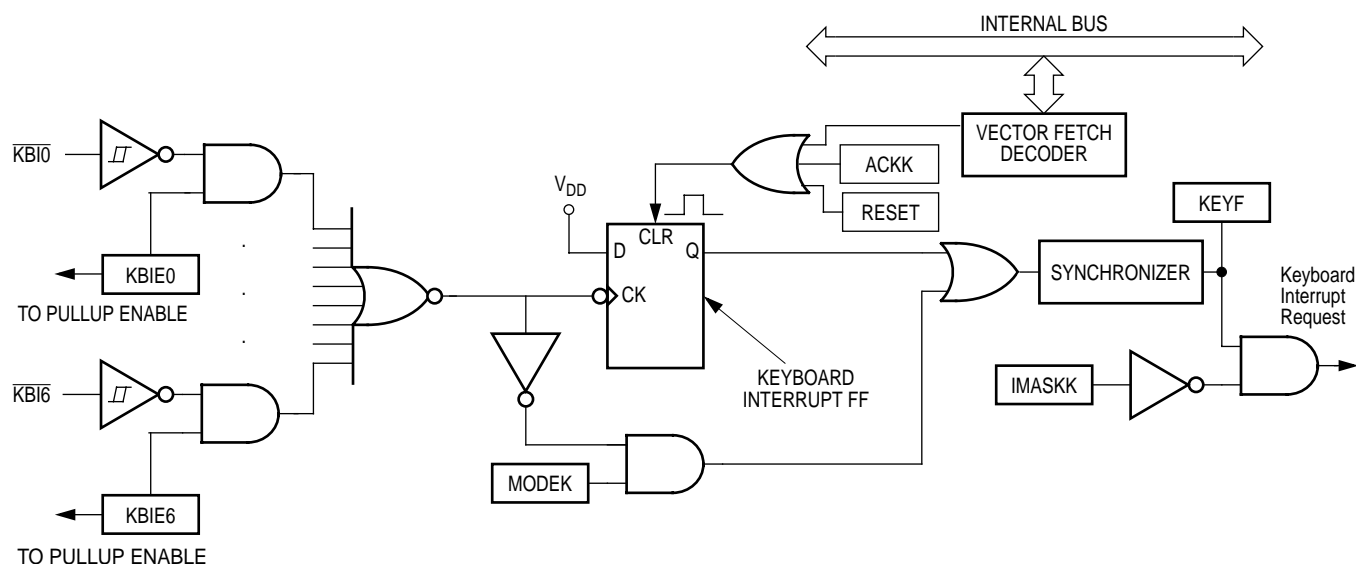 INTERNAL BUS
VECTOR FETCH
DECODER
ACKK
RESET
KEYF
KBI0
VDD
CLR
D
Q
CK
SYNCHRONIZER
Keyboard
Interrupt
Request
KBIE0
TO PULLUP ENABLE
KEYBOARD
INTERRUPT FF
IMASKK
KBI6
MODEK
KBIE6
TO PULLUP ENABLE